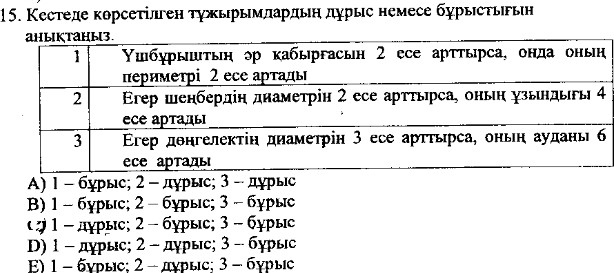 15. Кестеде көрсетілген тұжырымдардың дұрыс немесе бұрыстығын
анықтаңыз.
1 Үшбұрыштың әр қабырғасын 2 есе арттырса, онда оның
периметрі 2 есе артады
2 Егер шеңбердің диаметрін 2 есе арттырса, оның ұзындығы 4
есе артады
3 Егер дөңгелектің диаметрін 3 есе арттырса, оның ауданы 6
есе артады
A) 1 – бұрыс; 2 – дұрыс; 3 – дұрыс
B) 1 – бұрыс; 2 – бұрыс; 3 – бұрыс
C) 1 – дұрыс; 2 – бұрыс; 3 – бұрыс
D) 1 – дұрыс; 2 – дұрыс; 3 – бұрыс
E) 1 – бұрыс; 2 – дұрыс; 3 – бұрыс